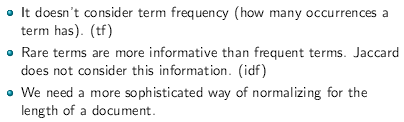 It doesn't consider term frequency (how many occurrences a
term has). (tf)
Rare terms are more informative than frequent terms. Jaccard
does not consider this information. (idf)
We need a more sophisticated way of normalizing for the
length of a document.